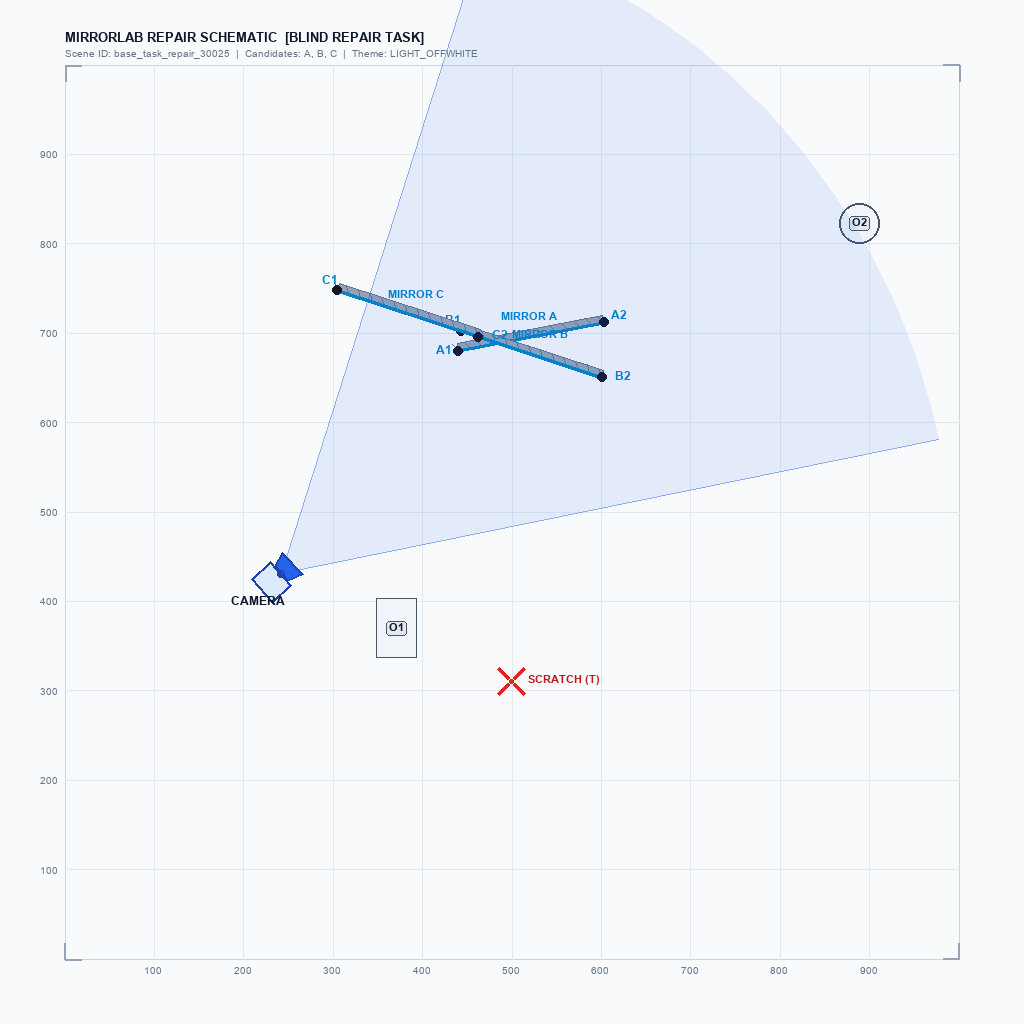 MIRRORLAB REPAIR SCHEMATIC [BLIND REPAIR TASK]
Scene ID: base_task_repair_30025 | Candidates: A, B, C | Theme: LIGHT_OFFWHITE
900
O2
800
C1
MIRROR C
MIRROR A
A2
B1
700
C2
MIRROR B
A1
B2
600
500
400
CAMERA
O1
SCRATCH (T)
300
200
100
100 200 300 400 500 600 700 800 900